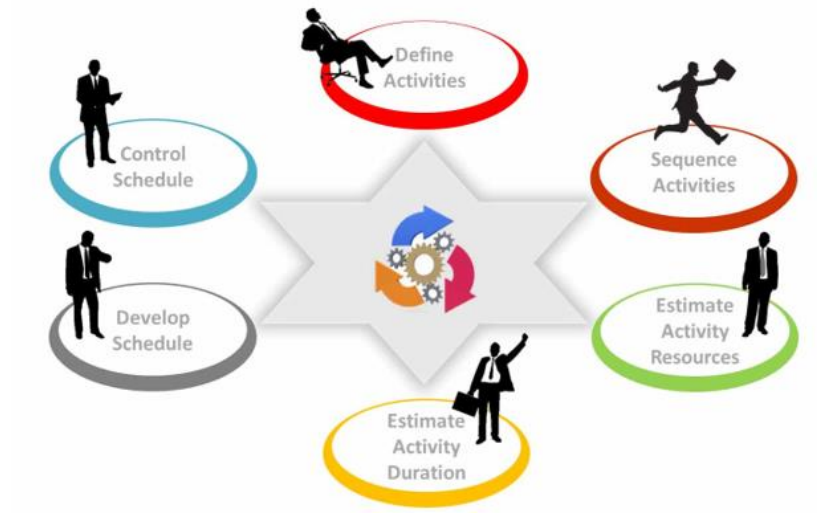 Define
Activities
Sequence
Activities
Estimate
Activity
Resources
Estimate
Activity
Duration
Develop
Schedule
Control
Schedule